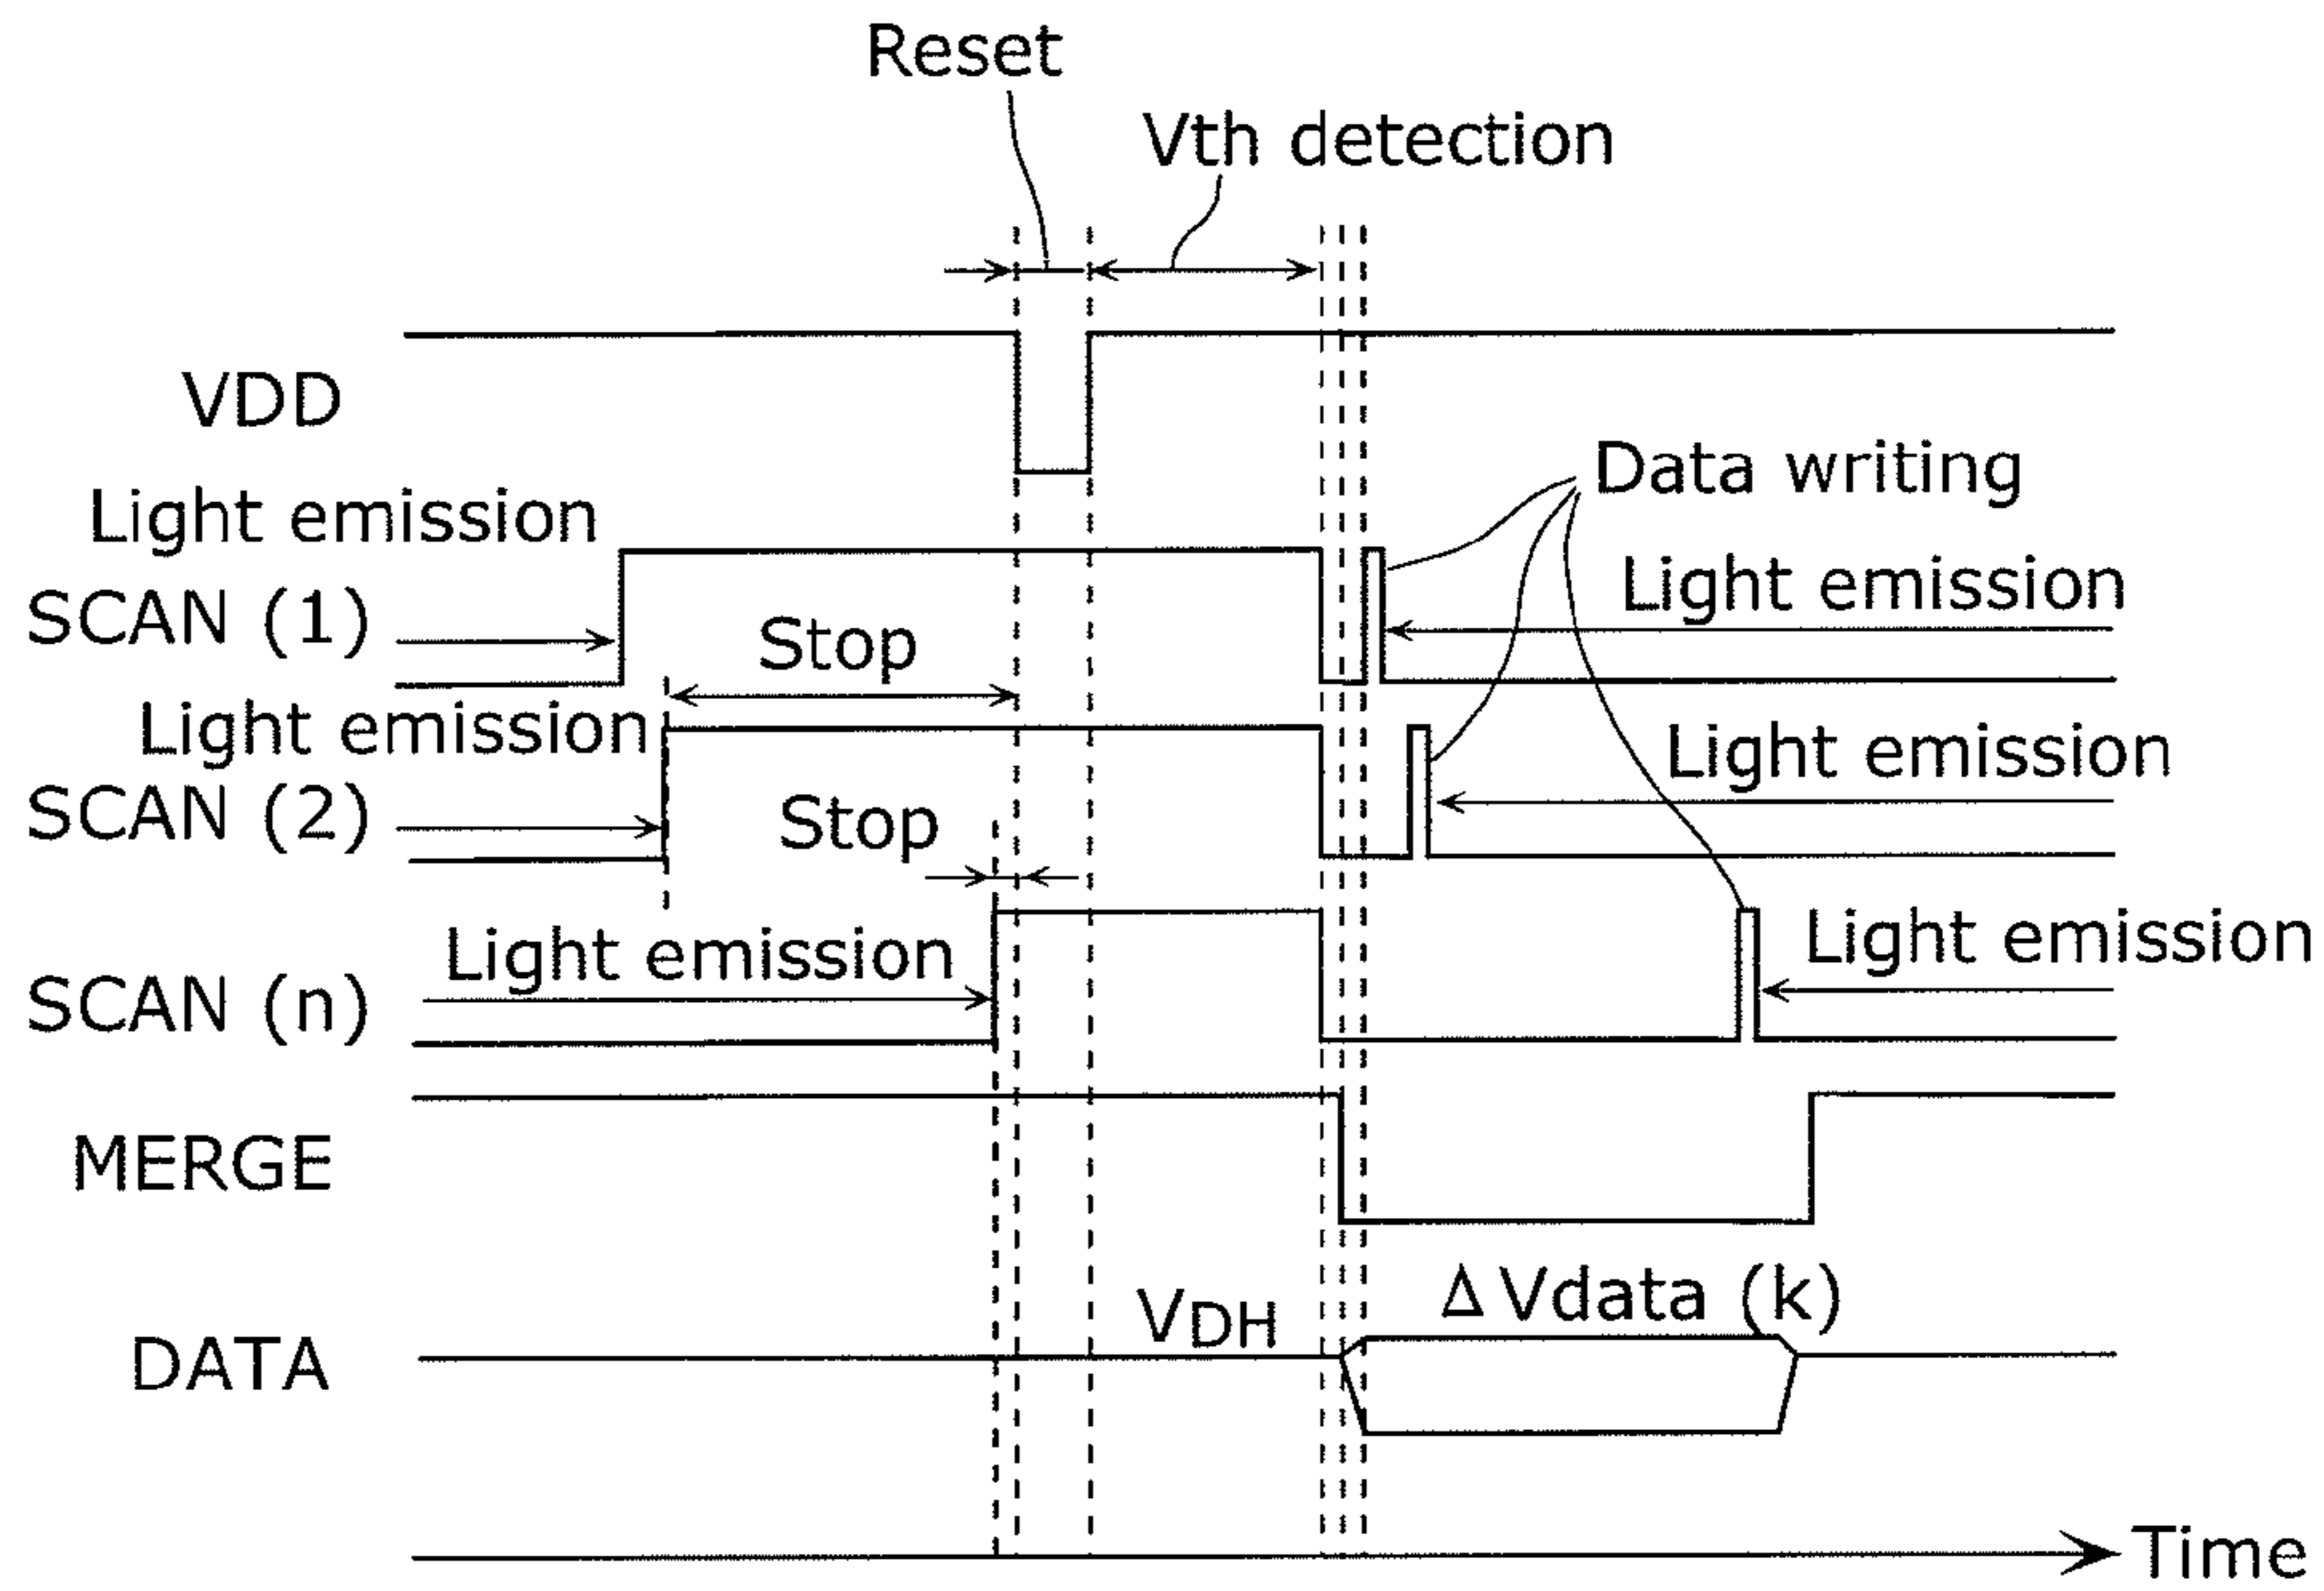 Reset
Vth detection
VDD
Data writing
Light emission
SCAN (1)
Light emission
Stop
Light emission
SCAN (2)
Light emission
Stop
Light emission
SCAN (n)
Light emission
MERGE
VDH
Δ Vdata (k)
DATA
Time